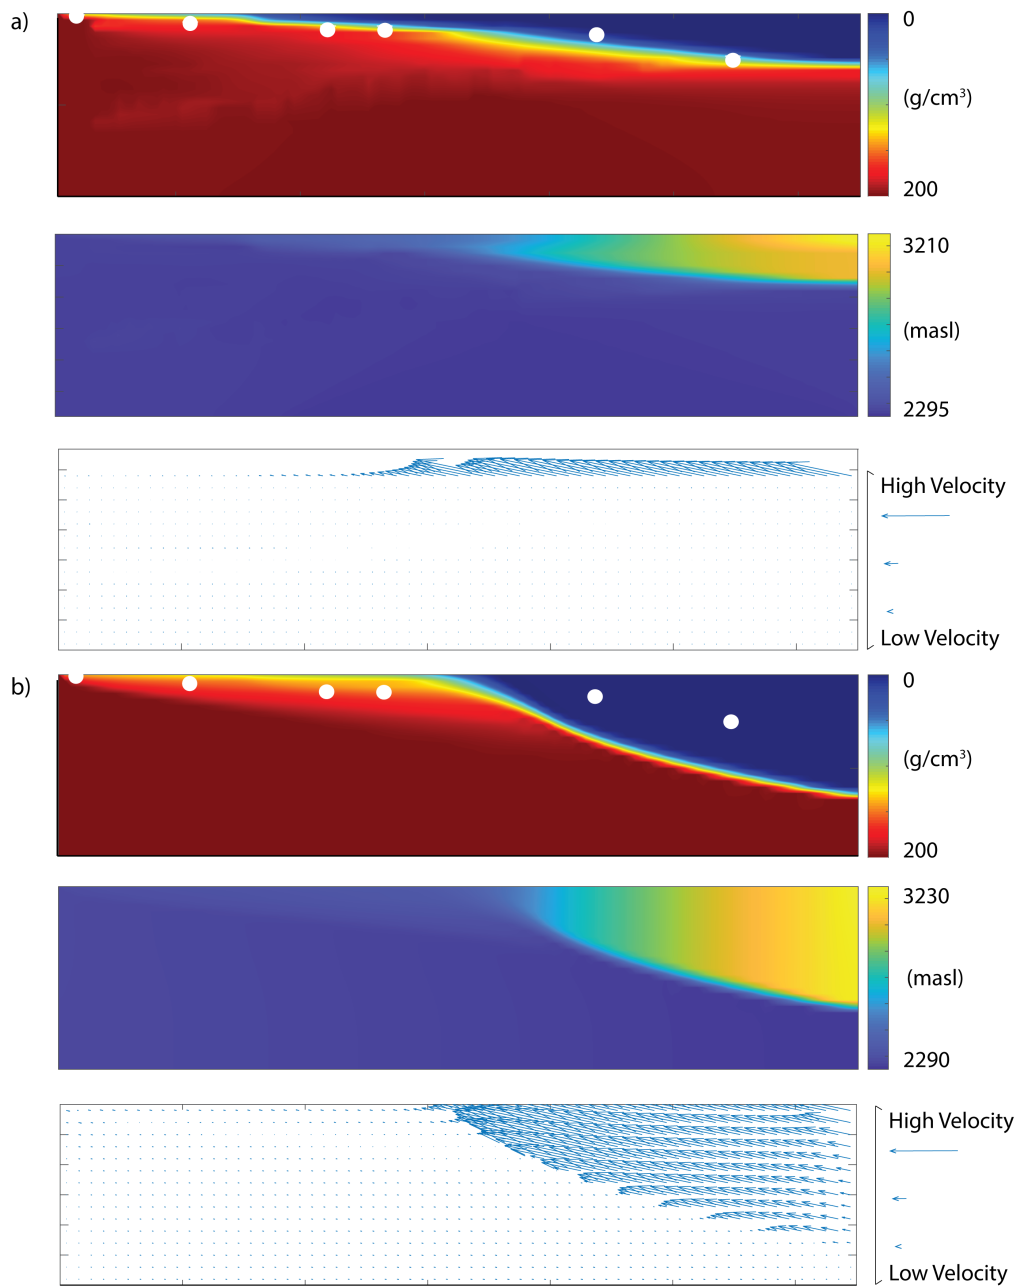 a)
0
(g/cm³)
200
3210
(masl)
2295
High Velocity
Low Velocity
b)
0
(g/cm³)
200
3230
(masl)
2290
High Velocity
Low Velocity